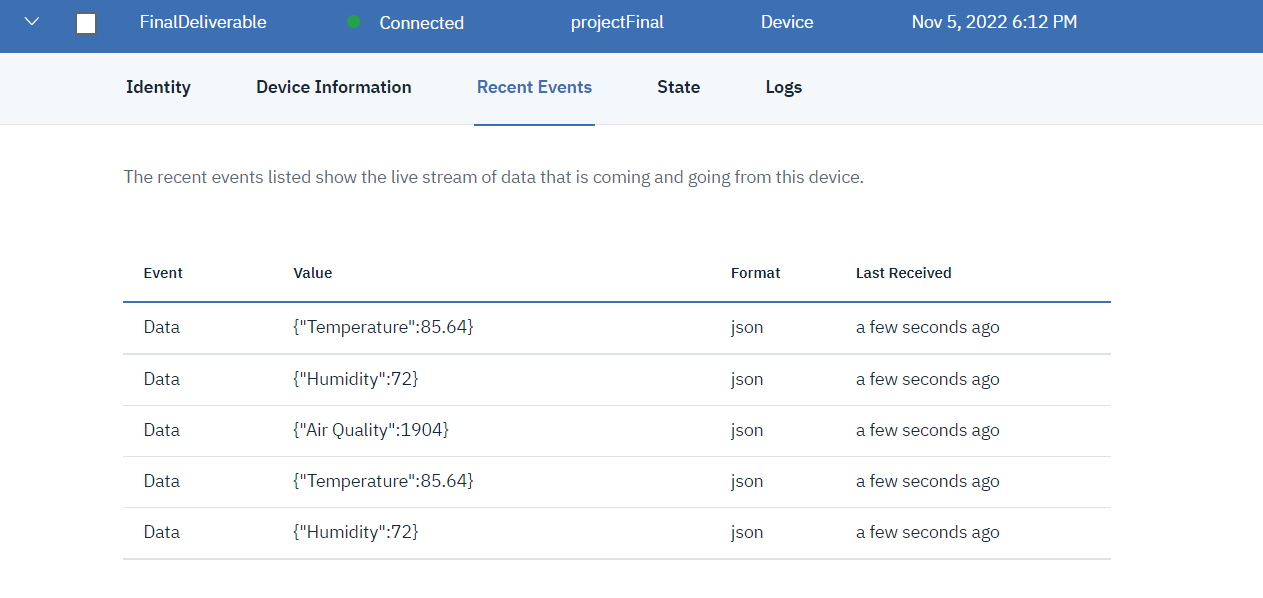 FinalDeliverable Connected projectFinal Device Nov 5, 2022 6:12 PM
Identity Device Information Recent Events State Logs
The recent events listed show the live stream of data that is coming and going from this device.
Event Value Format Last Received
Data {"Temperature":85.64} json a few seconds ago
Data {"Humidity":72} json a few seconds ago
Data {"Air Quality":1904} json a few seconds ago
Data {"Temperature":85.64} json a few seconds ago
Data {"Humidity":72} json a few seconds ago